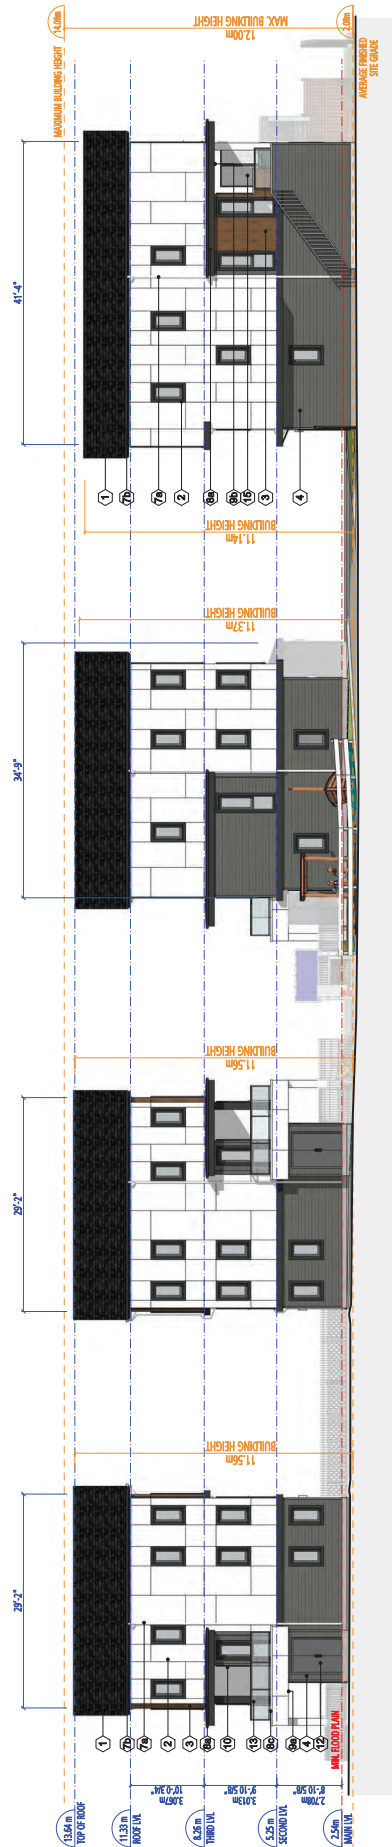 13.64 m
TOP OF ROOF
11.33 m
ROOF LVL
8.26 m
THIRD LVL
5.25 m
SECOND LVL
2.54m
MAIN LVL
3.067m
10'-0 3/4"
3.013m
9'-10 5/8"
2.708m
8'-10 5/8"
MIN. FLOOD PLAIN
1
7b
7a
2
3
8a
10
13
8c
9a
4
12
29'-2"
11.56m
BUILDING HEIGHT
29'-2"
11.56m
BUILDING HEIGHT
34'-9"
11.37m
BUILDING HEIGHT
11.14m
BUILDING HEIGHT
1
7b
7a
2
8a
9b
15
3
4
41'-4"
14.08m
MAXIMUM BUILDING HEIGHT
12.00m
MAX. BUILDING HEIGHT
2.08m
AVERAGE FINISHED
SITE GRADE